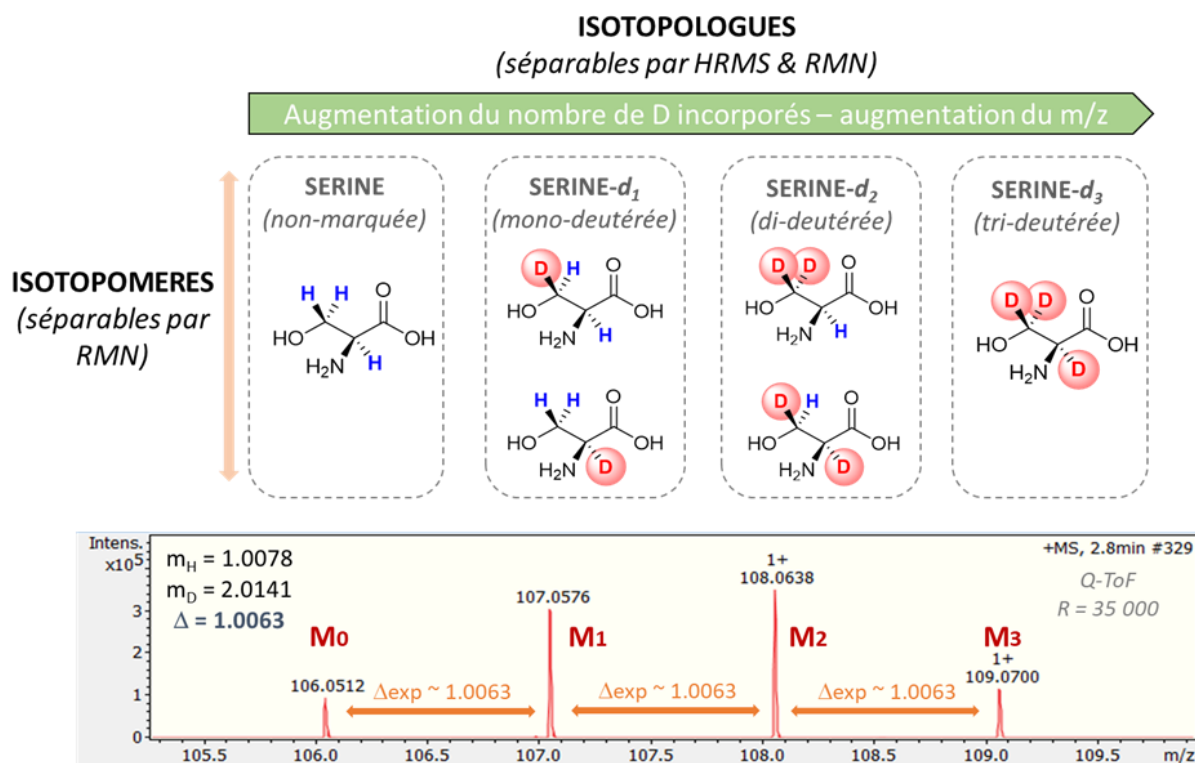 ISOTOPOLOGUES
(séparables par HRMS & RMN)
Augmentation du nombre de D incorporés – augmentation du m/z
ISOTOPOMERES
(séparables par
RMN)
SERINE
(non-marquée)
H H O
HO OH
H₂N H
SERINE-d₁
(mono-deutérée)
D H O
HO OH
H₂N H
H H O
HO OH
H₂N D
SERINE-d₂
(di-deutérée)
D D O
HO OH
H₂N H
D H O
HO OH
H₂N D
SERINE-d₃
(tri-deutérée)
D D O
HO OH
H₂N D
Intens.
x10⁵
3
2
1
0
mH = 1.0078
mD = 2.0141
Δ = 1.0063
+MS, 2.8min #329
Q-ToF
R = 35 000
M0
106.0512
Δexp ~ 1.0063
107.0576
M1
Δexp ~ 1.0063
1+
108.0638
M2
Δexp ~ 1.0063
M3
1+
109.0700
105.5 106.0 106.5 107.0 107.5 108.0 108.5 109.0 109.5 m/z